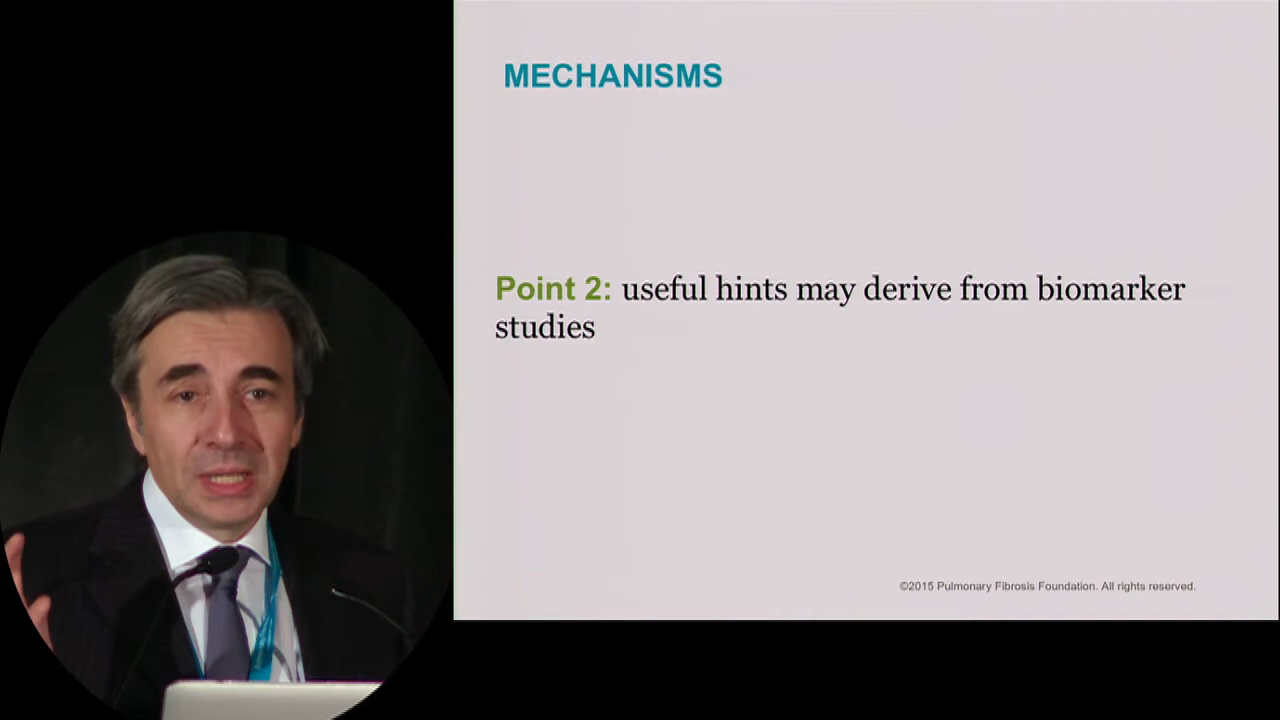 MECHANISMS
Point 2: useful hints may derive from biomarker
studies
©2015 Pulmonary Fibrosis Foundation. All rights reserved.